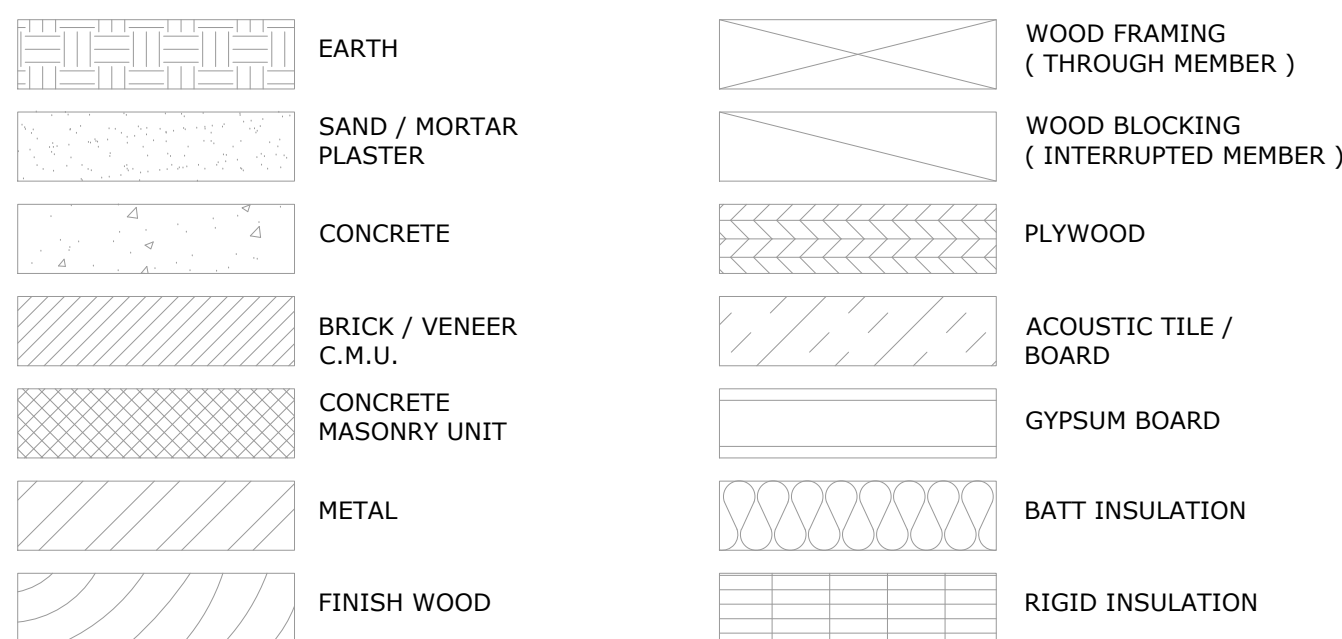 EARTH
SAND / MORTAR
PLASTER
CONCRETE
BRICK / VENEER
C.M.U.
CONCRETE
MASONRY UNIT
METAL
FINISH WOOD
WOOD FRAMING
( THROUGH MEMBER )
WOOD BLOCKING
( INTERRUPTED MEMBER )
PLYWOOD
ACOUSTIC TILE /
BOARD
GYPSUM BOARD
BATT INSULATION
RIGID INSULATION